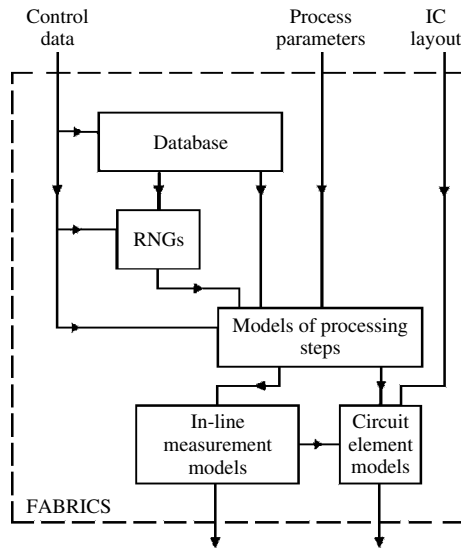 Control
data
Process
parameters
IC
layout
Database
RNGs
Models of processing
steps
In-line
measurement
models
Circuit
element
models
FABRICS